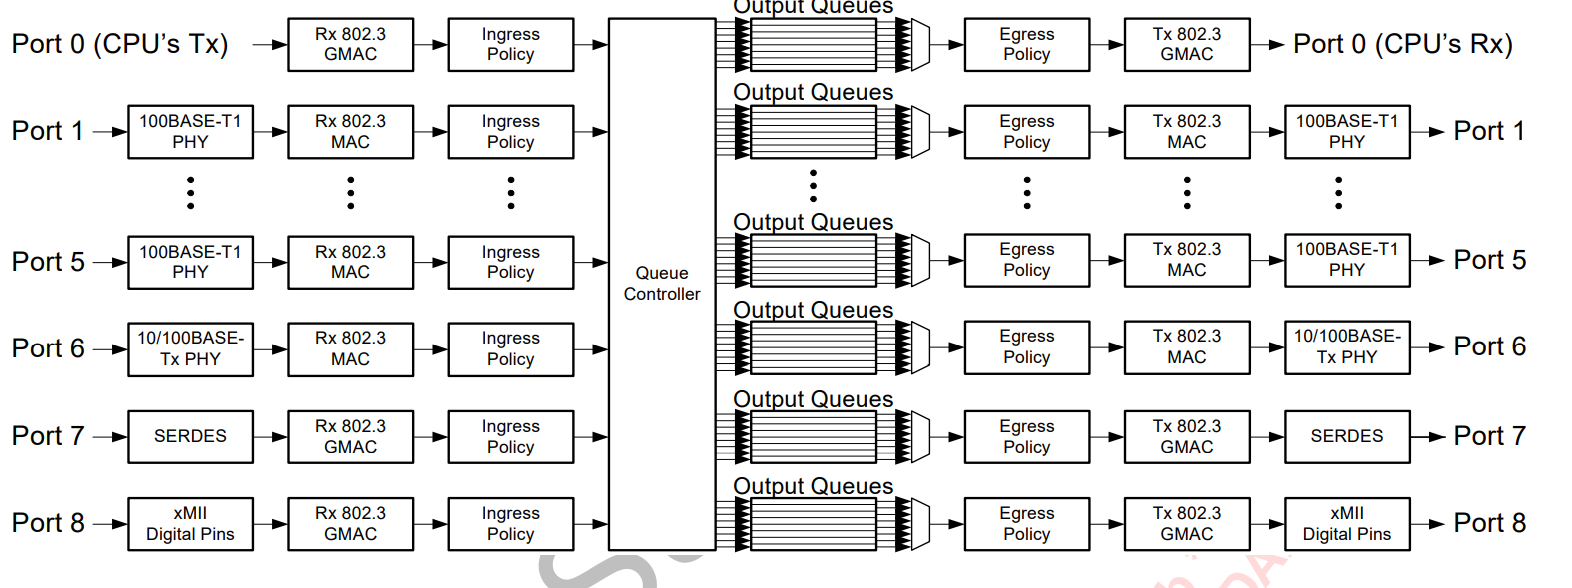 Output Queues
Port 0 (CPU's Tx)
Rx 802.3
GMAC
Ingress
Policy
Egress
Policy
Tx 802.3
GMAC
Port 0 (CPU's Rx)
Output Queues
Port 1
100BASE-T1
PHY
Rx 802.3
MAC
Ingress
Policy
Egress
Policy
Tx 802.3
MAC
100BASE-T1
PHY
Port 1
Output Queues
Port 5
100BASE-T1
PHY
Rx 802.3
MAC
Ingress
Policy
Queue
Controller
Egress
Policy
Tx 802.3
MAC
100BASE-T1
PHY
Port 5
Output Queues
Port 6
10/100BASE-
Tx PHY
Rx 802.3
MAC
Ingress
Policy
Egress
Policy
Tx 802.3
MAC
10/100BASE-
Tx PHY
Port 6
Output Queues
Port 7
SERDES
Rx 802.3
GMAC
Ingress
Policy
Egress
Policy
Tx 802.3
GMAC
SERDES
Port 7
Output Queues
Port 8
xMII
Digital Pins
Rx 802.3
GMAC
Ingress
Policy
Egress
Policy
Tx 802.3
GMAC
xMII
Digital Pins
Port 8